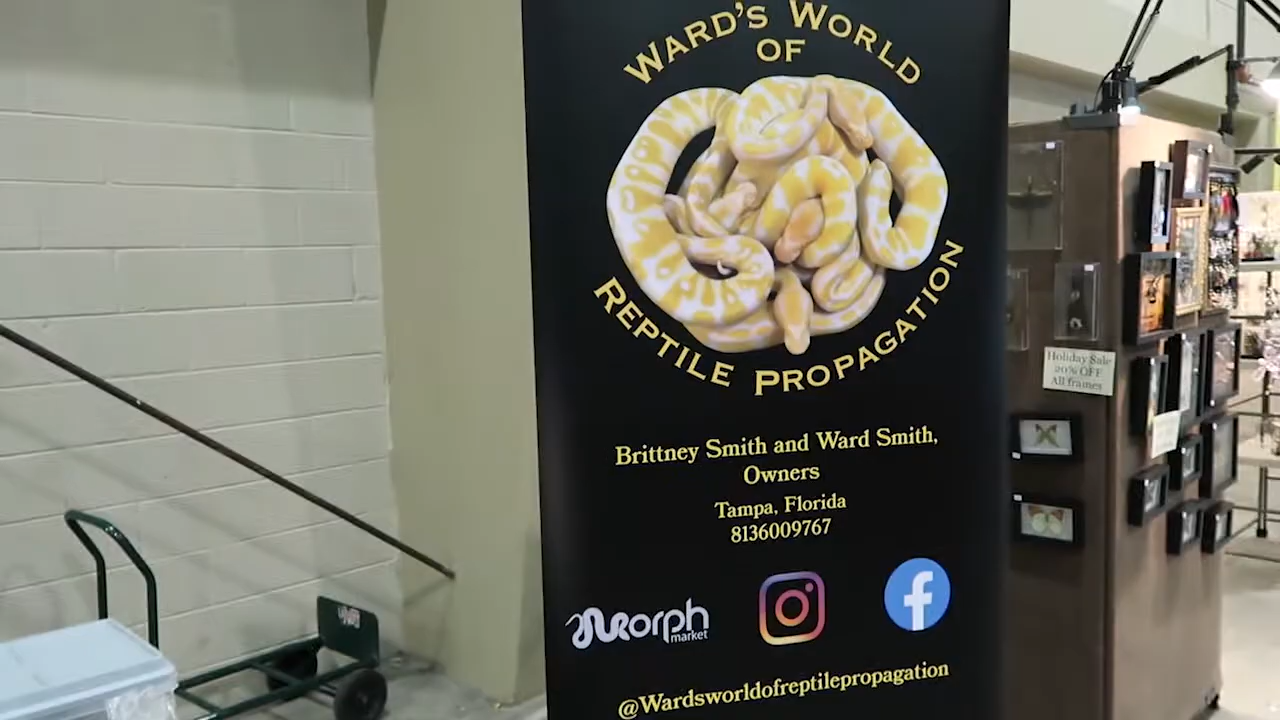 WARD'S WORLD
OF
REPTILE PROPAGATION
Brittney Smith and Ward Smith,
Owners
Tampa, Florida
8136009767
morph
market
@Wardsworldofreptilepropagation
Holiday Sale
20% OFF
All frames